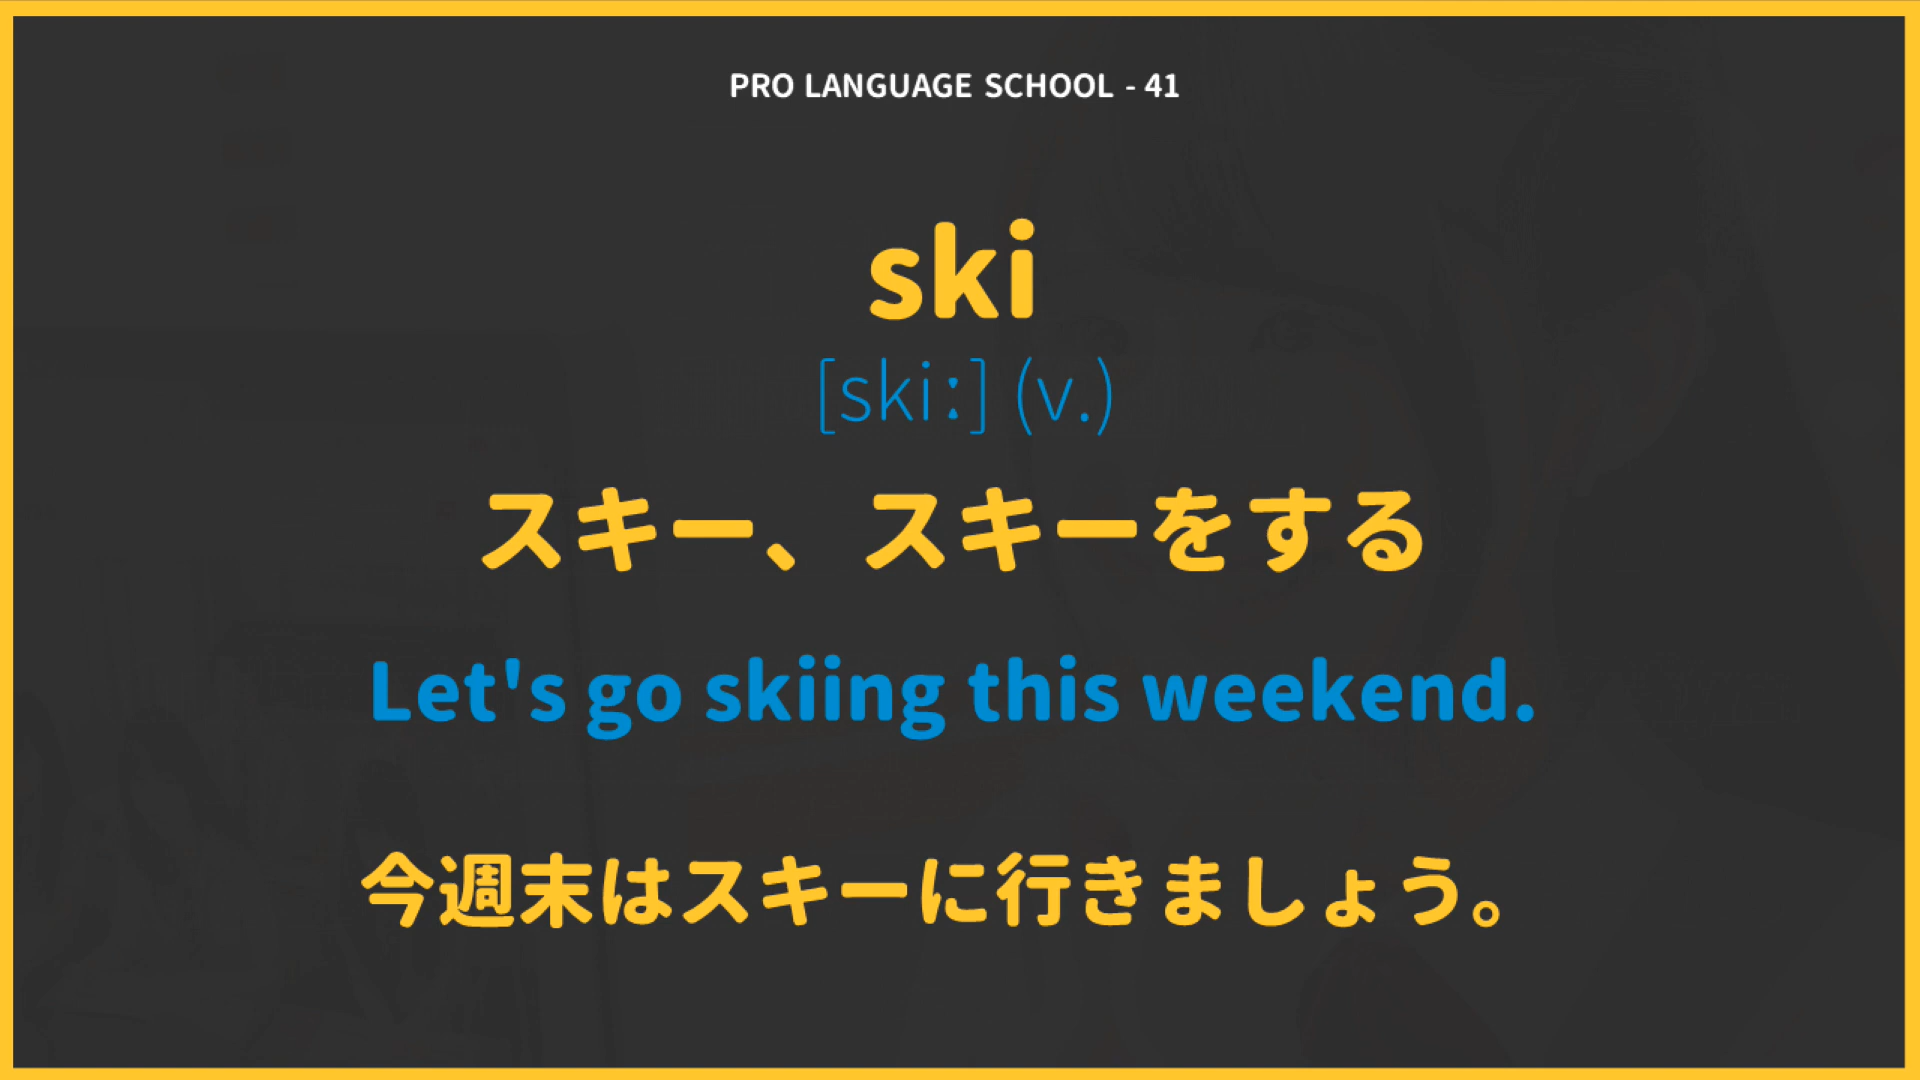 PRO LANGUAGE SCHOOL - 41
ski
[skiː] (v.)
スキー、スキーをする
Let's go skiing this weekend.
今週末はスキーに行きましょう。